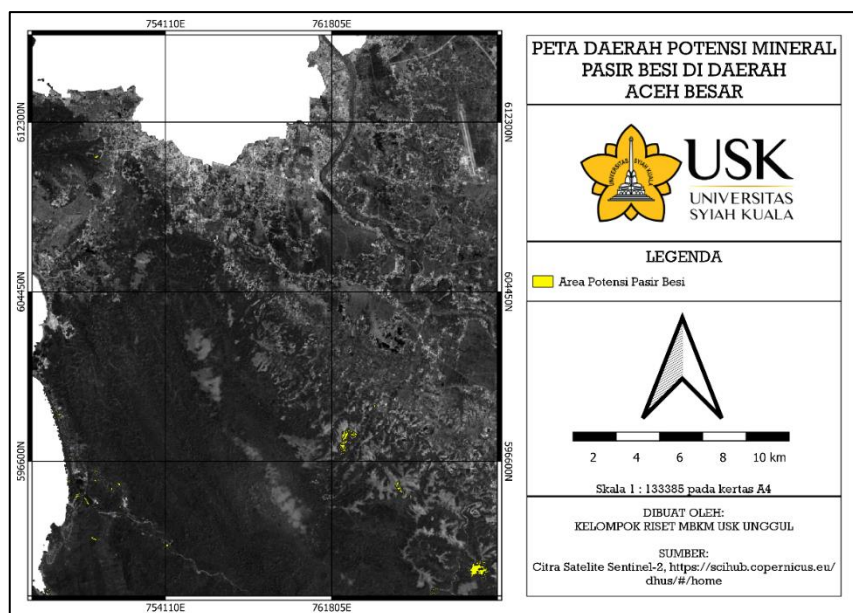 754110E
761805E
612300N
612300N
604450N
604450N
596600N
596600N
754110E
761805E
PETA DAERAH POTENSI MINERAL
PASIR BESI DI DAERAH
ACEH BESAR
UNIVERSITAS SYIAH KUALA
USK
UNIVERSITAS
SYIAH KUALA
LEGENDA
Area Potensi Pasir Besi
2 4 6 8 10 km
Skala 1 : 133385 pada kertas A4
DIBUAT OLEH:
KELOMPOK RISET MBKM USK UNGGUL
SUMBER:
Citra Satelite Sentinel-2, https://scihub.copernicus.eu/
dhus/#/home